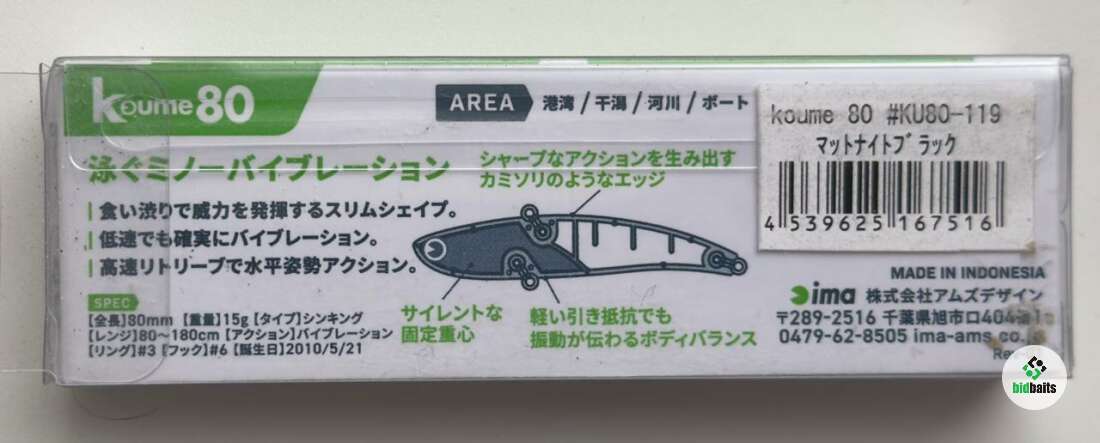 koume 80
AREA 港湾/干潟/河川/ボート
koume 80 #KU80-119
マットナイトブラック
4 539625 167516
泳ぐミノーバイブレーション
シャープなアクションを生み出す
カミソリのようなエッジ
食い渋りで威力を発揮するスリムシェイプ。
低速でも確実にバイブレーション。
高速リトリーブで水平姿勢アクション。
サイレントな
固定重心
軽い引き抵抗でも
振動が伝わるボディバランス
SPEC
【全長】80mm【重量】15g【タイプ】シンキング
【レンジ】80~180cm【アクション】バイブレーション
【リング】#3【フック】#6【誕生日】2010/5/21
MADE IN INDONESIA
ima 株式会社アムズデザイン
〒289-2516 千葉県旭市ロ404
0479-62-8505 ima-ams.co.
bidbaits